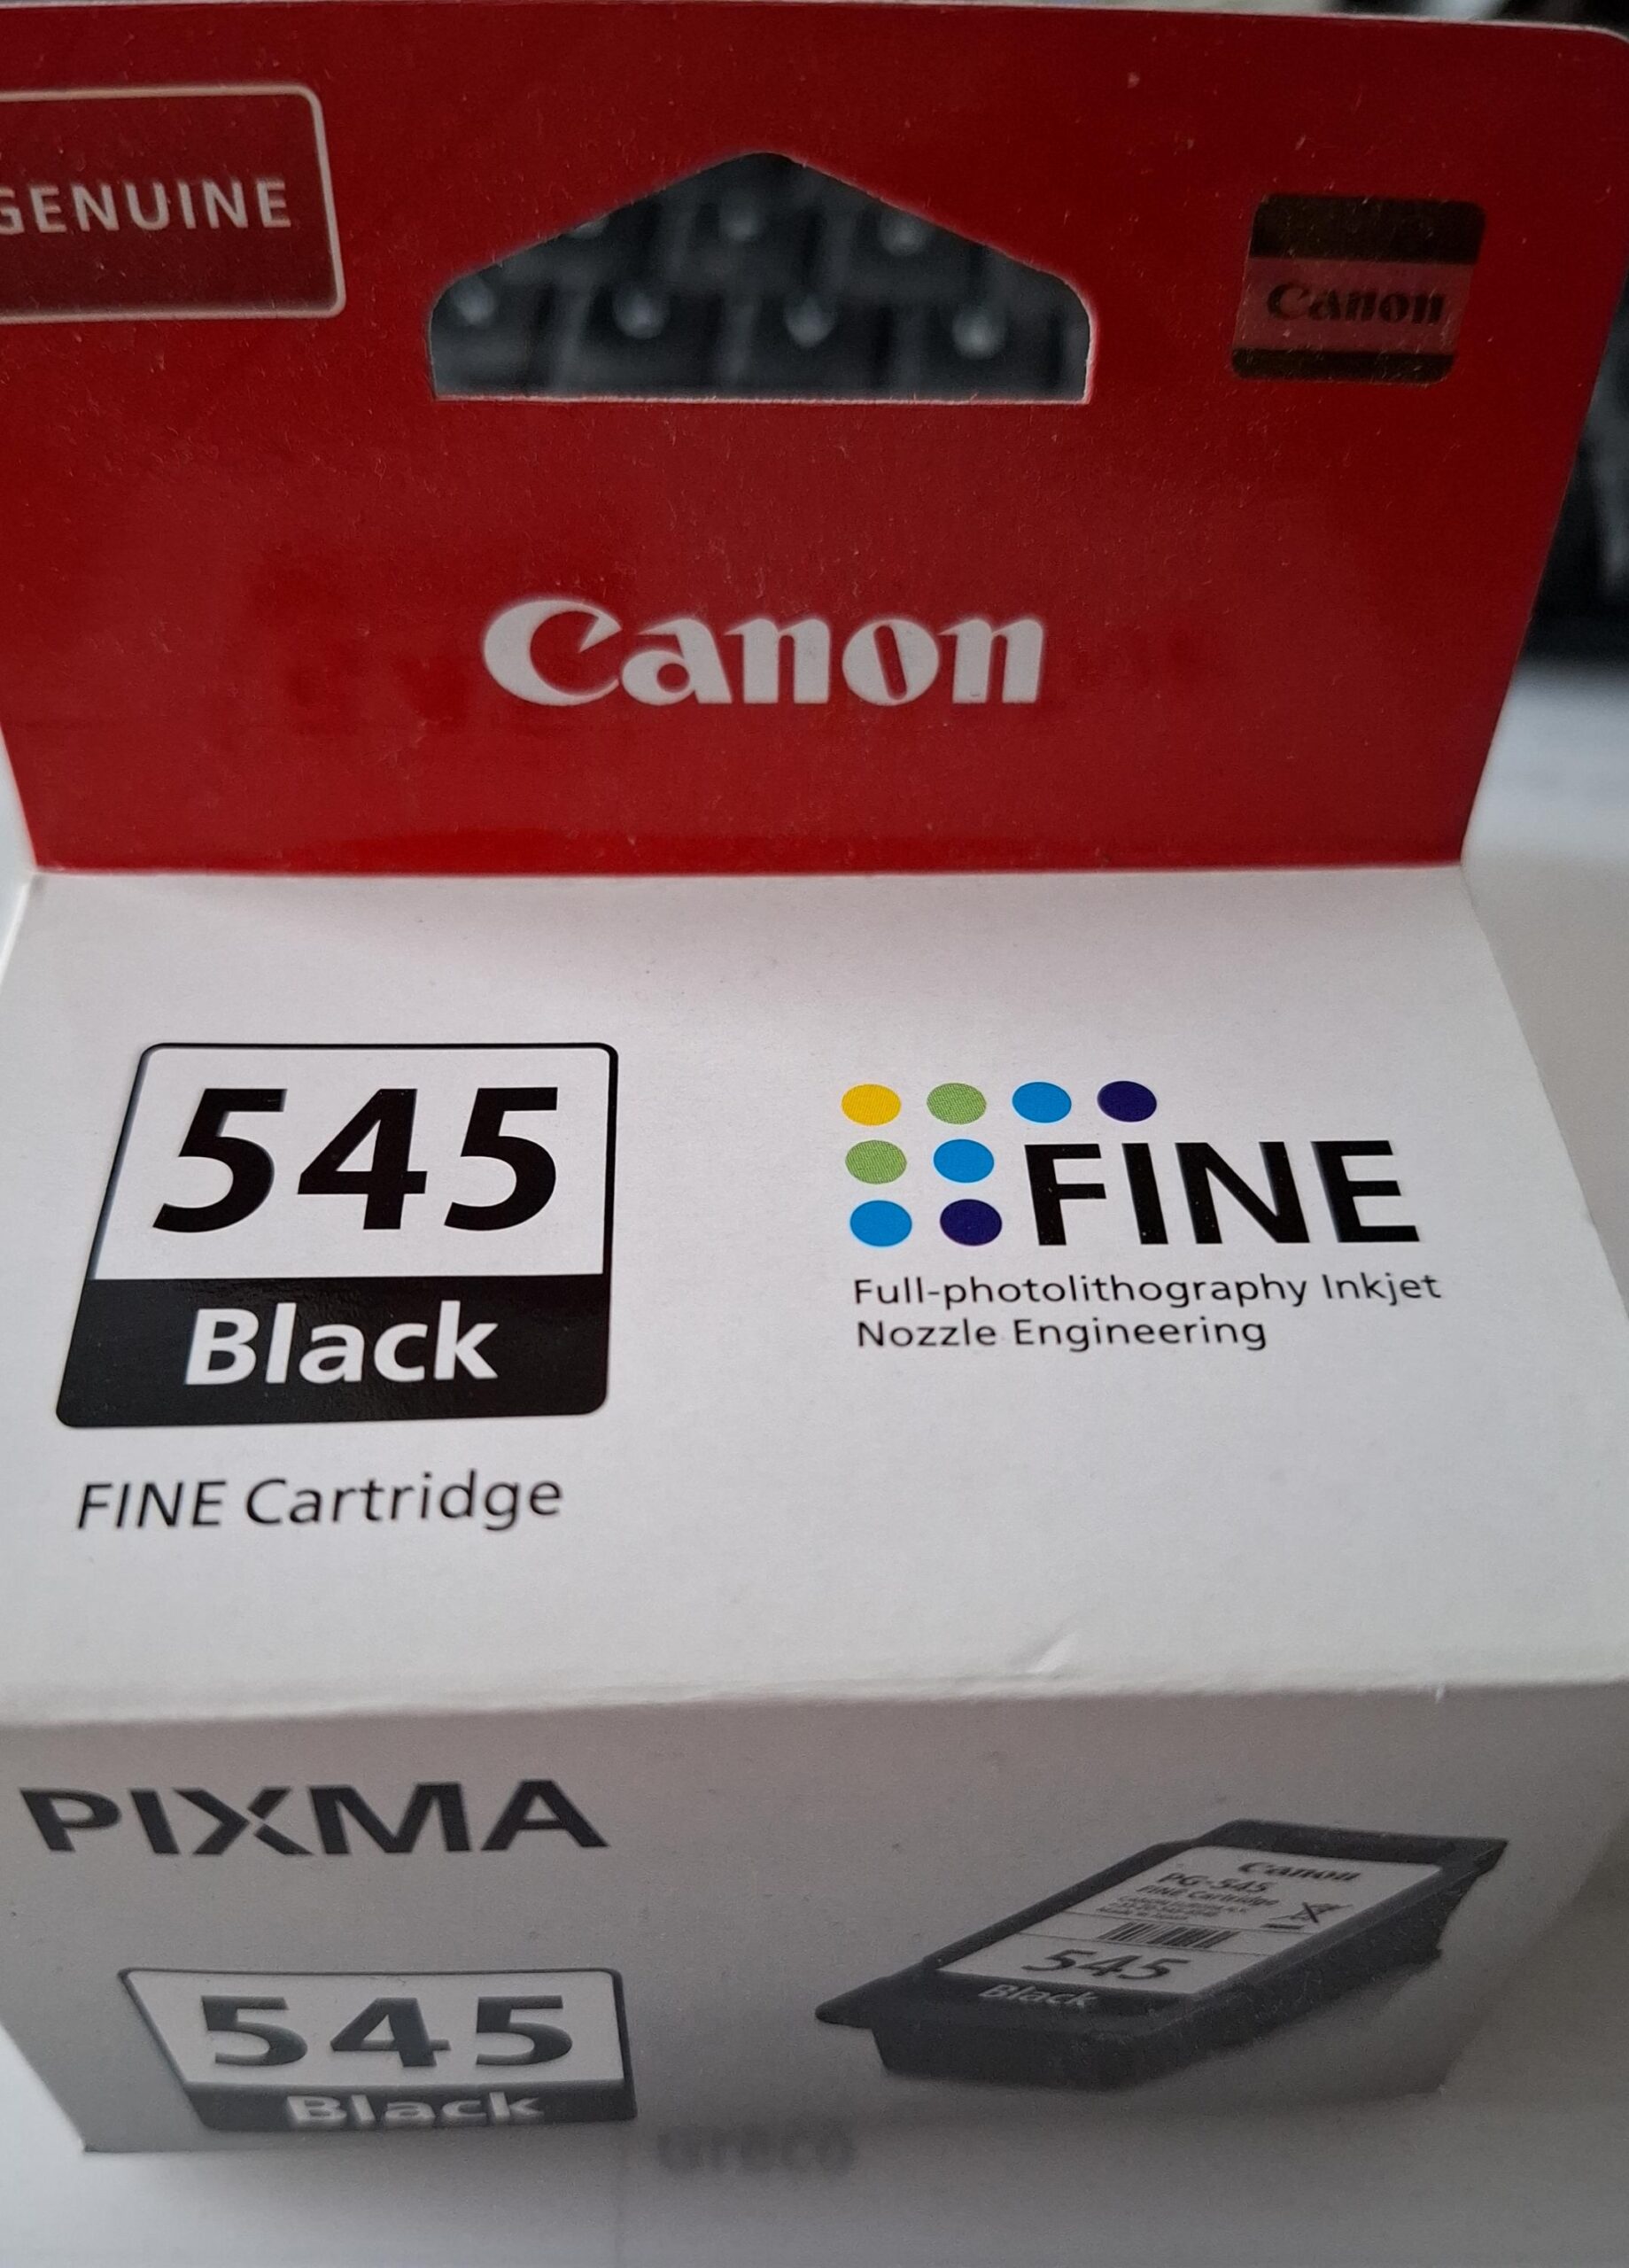 GENUINE
Canon
Canon
545
Black
FINE Cartridge
FINE
Full-photolithography Inkjet
Nozzle Engineering
PIXMA
545
Black
Canon
PG-545
FINE Cartridge
545
Black